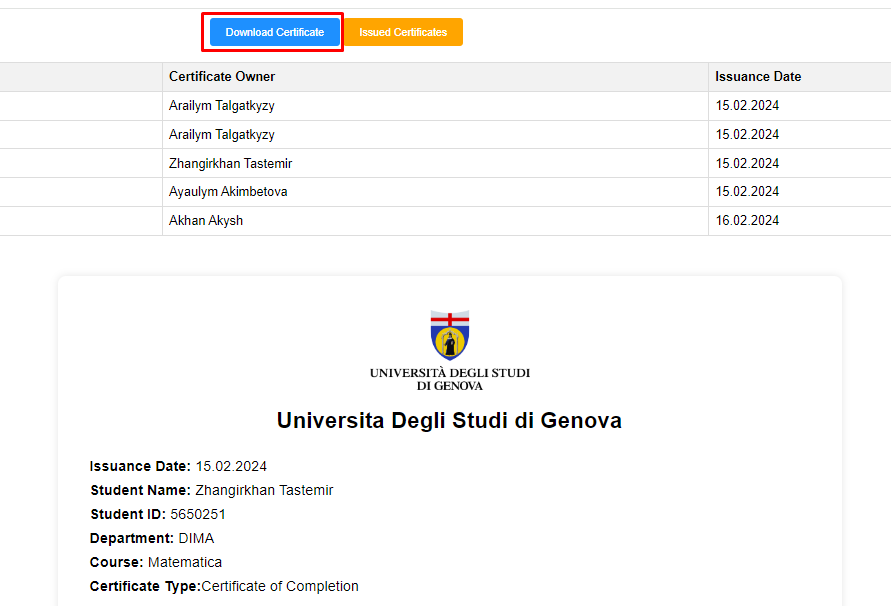 Download Certificate Issued Certificates
Certificate Owner Issuance Date
Arailym Talgatkyzy 15.02.2024
Arailym Talgatkyzy 15.02.2024
Zhangirkhan Tastemir 15.02.2024
Ayaulym Akimbetova 15.02.2024
Akhan Akysh 16.02.2024
UNIVERSITÀ DEGLI STUDI
DI GENOVA
Universita Degli Studi di Genova
Issuance Date: 15.02.2024
Student Name: Zhangirkhan Tastemir
Student ID: 5650251
Department: DIMA
Course: Matematica
Certificate Type:Certificate of Completion